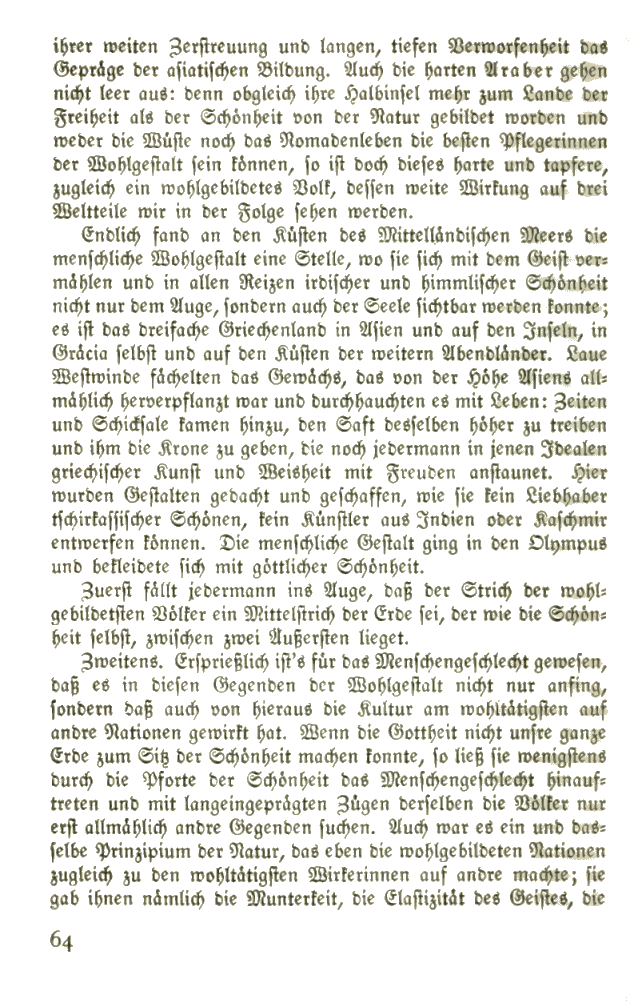 ihrer weiten Zerstreuung und langen, tiefen Verworfenheit das
Gepräge der asiatischen Bildung. Auch die harten Araber gehen
nicht leer aus: denn obgleich ihre Halbinsel mehr zum Lande der
Freiheit als der Schönheit von der Natur gebildet worden und
weder die Wüste noch das Nomadenleben die besten Pflegerinnen
der Wohlgestalt sein können, so ist doch dieses harte und tapfere,
zugleich ein wohlgebildetes Volk, dessen weite Wirkung auf drei
Weltteile wir in der Folge sehen werden.
Endlich fand an den Küsten des Mittelländischen Meers die
menschliche Wohlgestalt eine Stelle, wo sie sich mit dem Geist ver-
mählen und in allen Reizen irdischer und himmlischer Schönheit
nicht nur dem Auge, sondern auch der Seele sichtbar werden konnte;
es ist das dreifache Griechenland in Asien und auf den Inseln, in
Gräcia selbst und auf den Küsten der weitern Abendländer. Laue
Westwinde fächelten das Gewächs, das von der Höhe Asiens all-
mählich herverpflanzt war und durchhauchten es mit Leben: Zeiten
und Schicksale kamen hinzu, den Saft desselben höher zu treiben
und ihm die Krone zu geben, die noch jedermann in jenen Idealen
griechischer Kunst und Weisheit mit Freuden anstaunet. Hier
wurden Gestalten gedacht und geschaffen, wie sie kein Liebhaber
tschirkassischer Schönen, kein Künstler aus Indien oder Kaschmir
entwerfen können. Die menschliche Gestalt ging in den Olympus
und bekleidete sich mit göttlicher Schönheit.
Zuerst fällt jedermann ins Auge, daß der Strich der wohl-
gebildetsten Völker ein Mittelstrich der Erde sei, der wie die Schön-
heit selbst, zwischen zwei Äußersten lieget.
Zweitens. Ersprießlich ist's für das Menschengeschlecht gewesen,
daß es in diesen Gegenden der Wohlgestalt nicht nur anfing,
sondern daß auch von hieraus die Kultur am wohltätigsten auf
andre Nationen gewirkt hat. Wenn die Gottheit nicht unsre ganze
Erde zum Sitz der Schönheit machen konnte, so ließ sie wenigstens
durch die Pforte der Schönheit das Menschengeschlecht hinauf-
treten und mit langeingeprägten Zügen derselben die Völker nur
erst allmählich andre Gegenden suchen. Auch war es ein und das-
selbe Prinzipium der Natur, das eben die wohlgebildeten Nationen
zugleich zu den wohltätigsten Wirkerinnen auf andre machte; sie
gab ihnen nämlich die Munterkeit, die Elastizität des Geistes, die
64